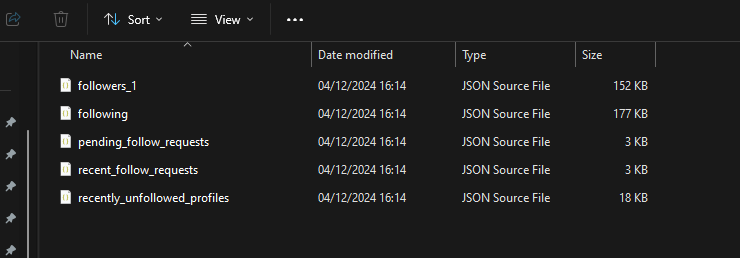 Sort View
Name Date modified Type Size
followers_1 04/12/2024 16:14 JSON Source File 152 KB
following 04/12/2024 16:14 JSON Source File 177 KB
pending_follow_requests 04/12/2024 16:14 JSON Source File 3 KB
recent_follow_requests 04/12/2024 16:14 JSON Source File 3 KB
recently_unfollowed_profiles 04/12/2024 16:14 JSON Source File 18 KB